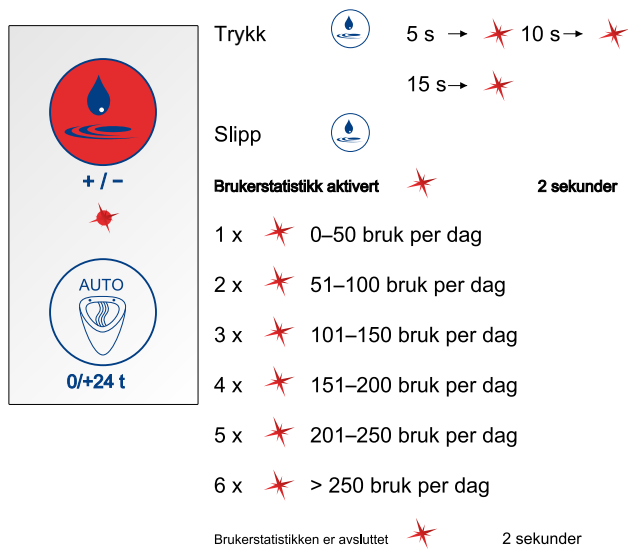 + / −
AUTO
0/+24 t
Trykk 5 s → 10 s →
15 s →
Slipp
Brukerstatistikk aktivert 2 sekunder
1 x 0–50 bruk per dag
2 x 51–100 bruk per dag
3 x 101–150 bruk per dag
4 x 151–200 bruk per dag
5 x 201–250 bruk per dag
6 x > 250 bruk per dag
Brukerstatistikken er avsluttet 2 sekunder